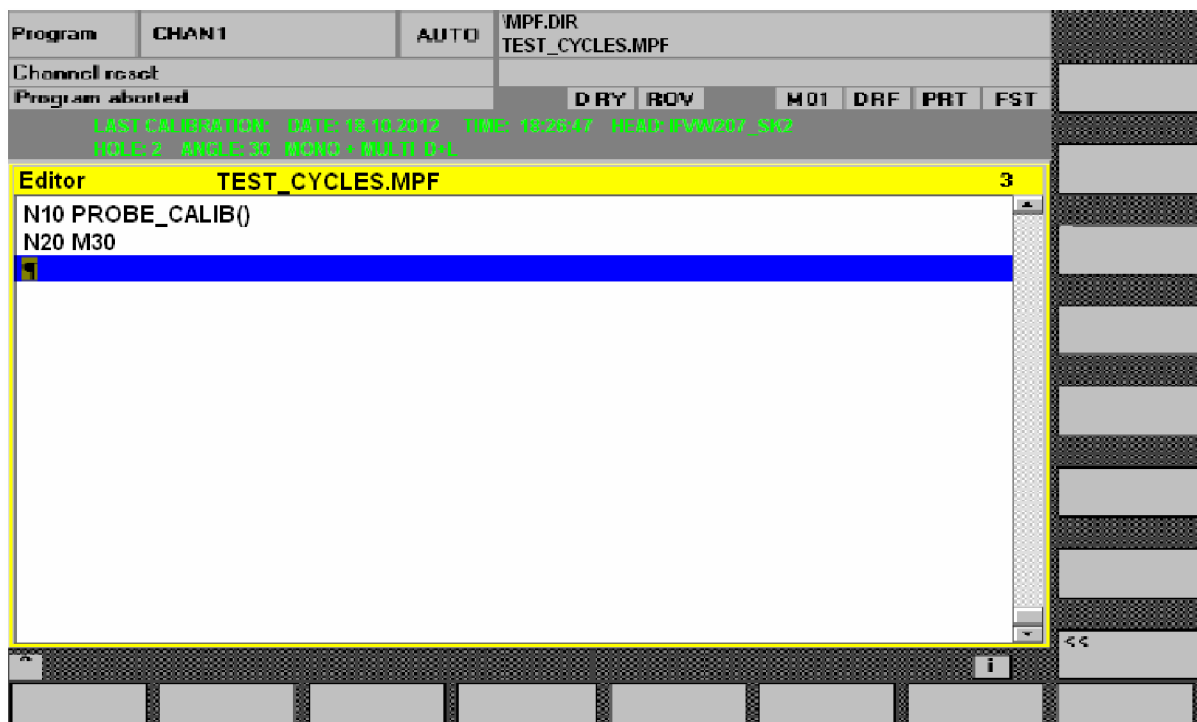 Program CHAN1 AUTO \MPF.DIR
TEST_CYCLES.MPF
Channel reset
Program aborted DRY ROV M01 DRF PRT FST
LAST CALIBRATION: DATE: 18.10.2012 TIME: 18:26:47 HEAD:
HOLE: 2 ANGLE: 30 MONO + MULTI D+L
Editor TEST_CYCLES.MPF 3
N10 PROBE_CALIB()
N20 M30
¶
<<
^ i